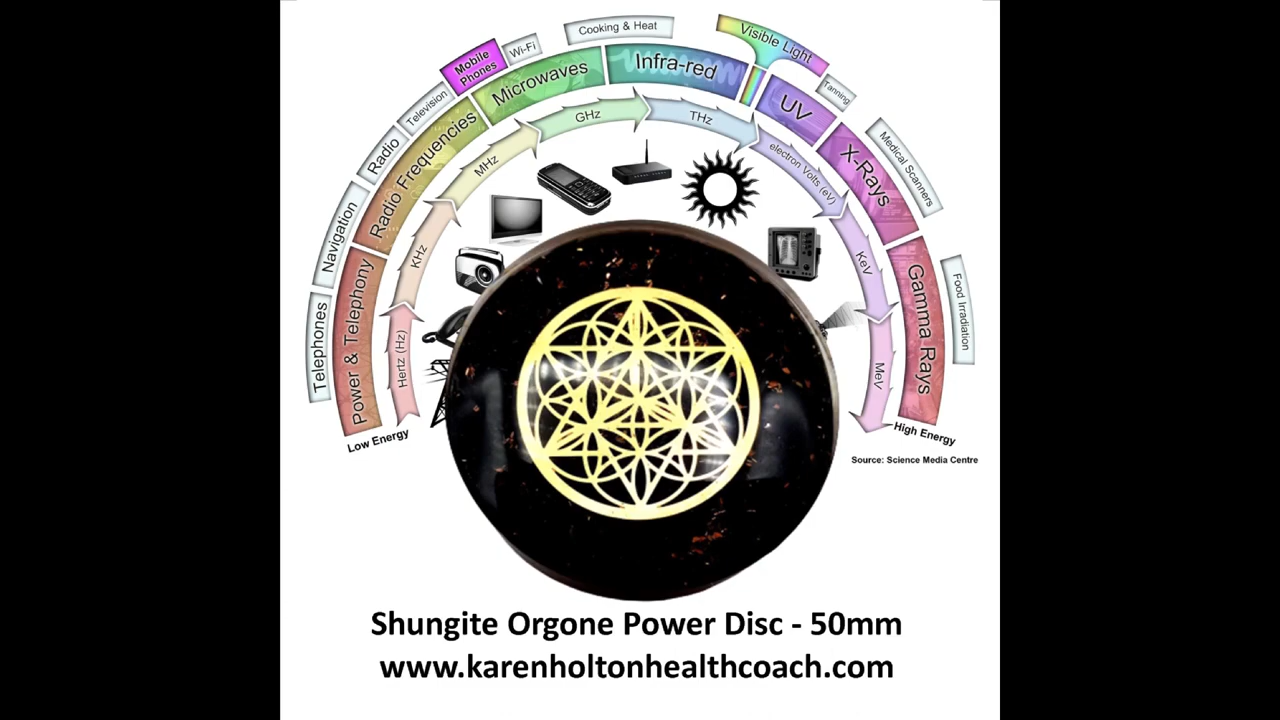 Cooking & Heat
Visible Light
Wi-Fi
Mobile
Phones
Microwaves
Infra-red
Tanning
Television
UV
GHz
THz
Radio
Radio Frequencies
MHz
electron Volts (eV)
X-Rays
Medical Scanners
Navigation
KHz
KeV
Telephones
Power & Telephony
Hertz (Hz)
MeV
Gamma Rays
Food Irradiation
Low Energy
High Energy
Source: Science Media Centre
Shungite Orgone Power Disc - 50mm
www.karenholtonhealthcoach.com